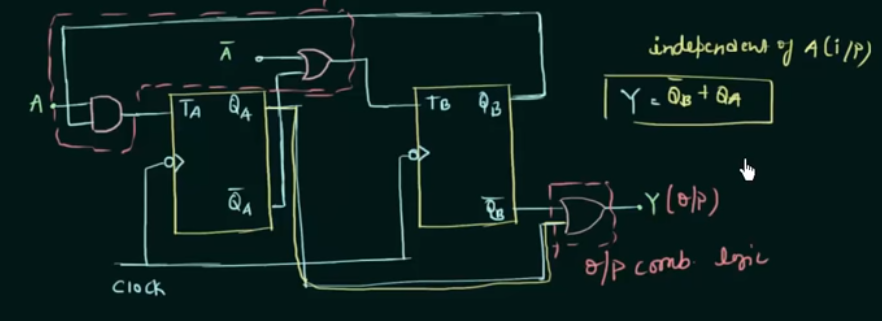 independent of A(i/p)
Y = Q̅B + QA
A̅
A
TA QA
Q̅A
TB QB
Q̅B
Y(o/p)
o/p comb. logic
Clock